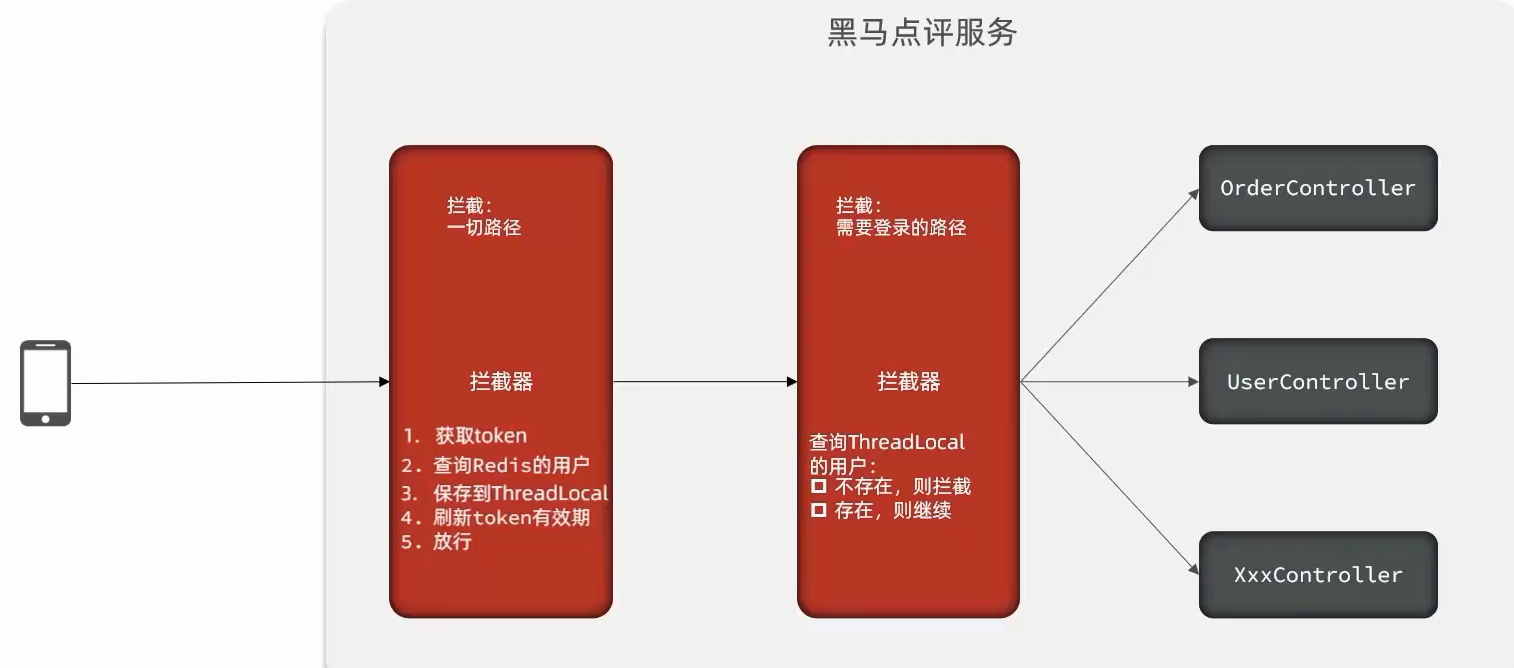 黑马点评服务
拦截：
一切路径
拦截器
1. 获取token
2. 查询Redis的用户
3. 保存到ThreadLocal
4. 刷新token有效期
5. 放行
拦截：
需要登录的路径
拦截器
查询ThreadLocal
的用户：
不存在，则拦截
存在，则继续
OrderController
UserController
XxxController